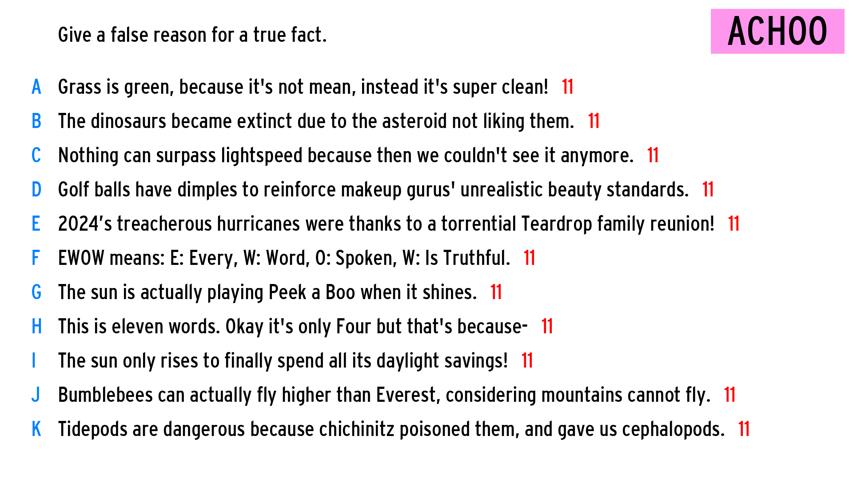 Give a false reason for a true fact.
ACHOO
A Grass is green, because it's not mean, instead it's super clean! 11
B The dinosaurs became extinct due to the asteroid not liking them. 11
C Nothing can surpass lightspeed because then we couldn't see it anymore. 11
D Golf balls have dimples to reinforce makeup gurus' unrealistic beauty standards. 11
E 2024's treacherous hurricanes were thanks to a torrential Teardrop family reunion! 11
F EWOW means: E: Every, W: Word, O: Spoken, W: Is Truthful. 11
G The sun is actually playing Peek a Boo when it shines. 11
H This is eleven words. Okay it's only Four but that's because- 11
I The sun only rises to finally spend all its daylight savings! 11
J Bumblebees can actually fly higher than Everest, considering mountains cannot fly. 11
K Tidepods are dangerous because chichinitz poisoned them, and gave us cephalopods. 11